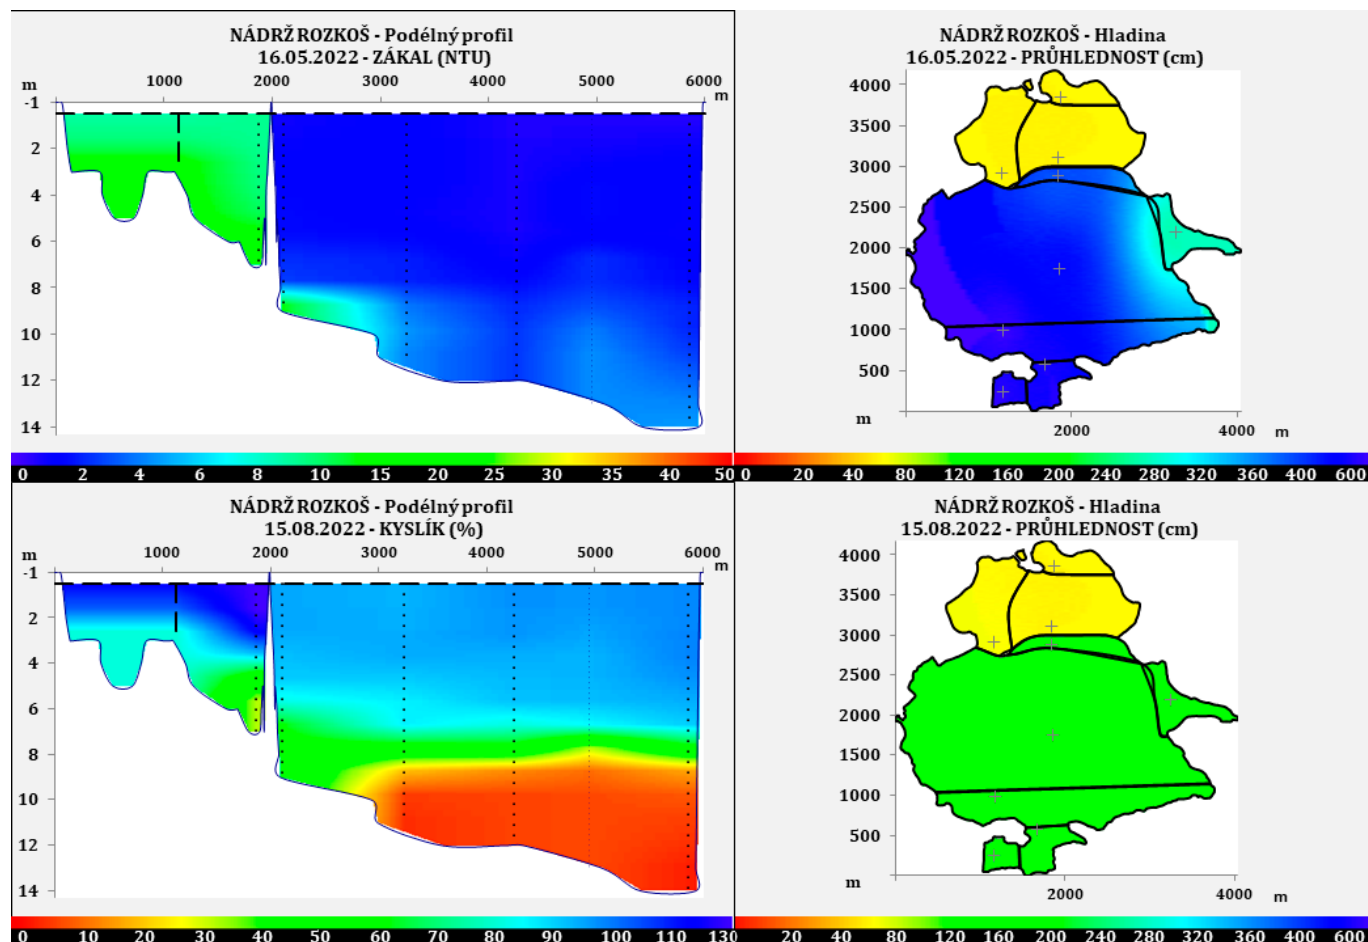 NÁDRŽ ROZKOŠ - Podélný profil
16.05.2022 - ZÁKAL (NTU)
1000 2000 3000 4000 5000 6000
m
m
-1
2
4
6
8
10
12
14
0 2 4 6 8 10 15 20 25 30 35 40 50
NÁDRŽ ROZKOŠ - Hladina
16.05.2022 - PRŮHLEDNOST (cm)
4000
3500
3000
2500
2000
1500
1000
500
m
2000 4000 m
0 20 40 80 120 160 200 240 280 320 360 400 600
NÁDRŽ ROZKOŠ - Podélný profil
15.08.2022 - KYSLÍK (%)
1000 2000 3000 4000 5000 6000
m
m
-1
2
4
6
8
10
12
14
0 10 20 30 40 50 60 70 80 90 100 110 130
NÁDRŽ ROZKOŠ - Hladina
15.08.2022 - PRŮHLEDNOST (cm)
4000
3500
3000
2500
2000
1500
1000
500
m
2000 4000 m
20 40 80 120 160 200 240 280 320 360 400 600